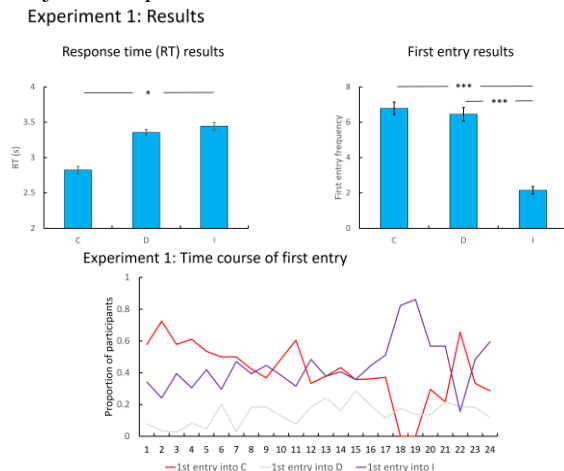 Experiment 1: Results
Response time (RT) results
First entry results
4
3.5
3
2.5
2
RT (s)
*
C D I
8
6
4
2
0
First entry frequency
***
***
C D I
Experiment 1: Time course of first entry
1
0.8
0.6
0.4
0.2
0
Proportion of participants
1 2 3 4 5 6 7 8 9 10 11 12 13 14 15 16 17 18 19 20 21 22 23 24
1st entry into C 1st entry into D 1st entry into I